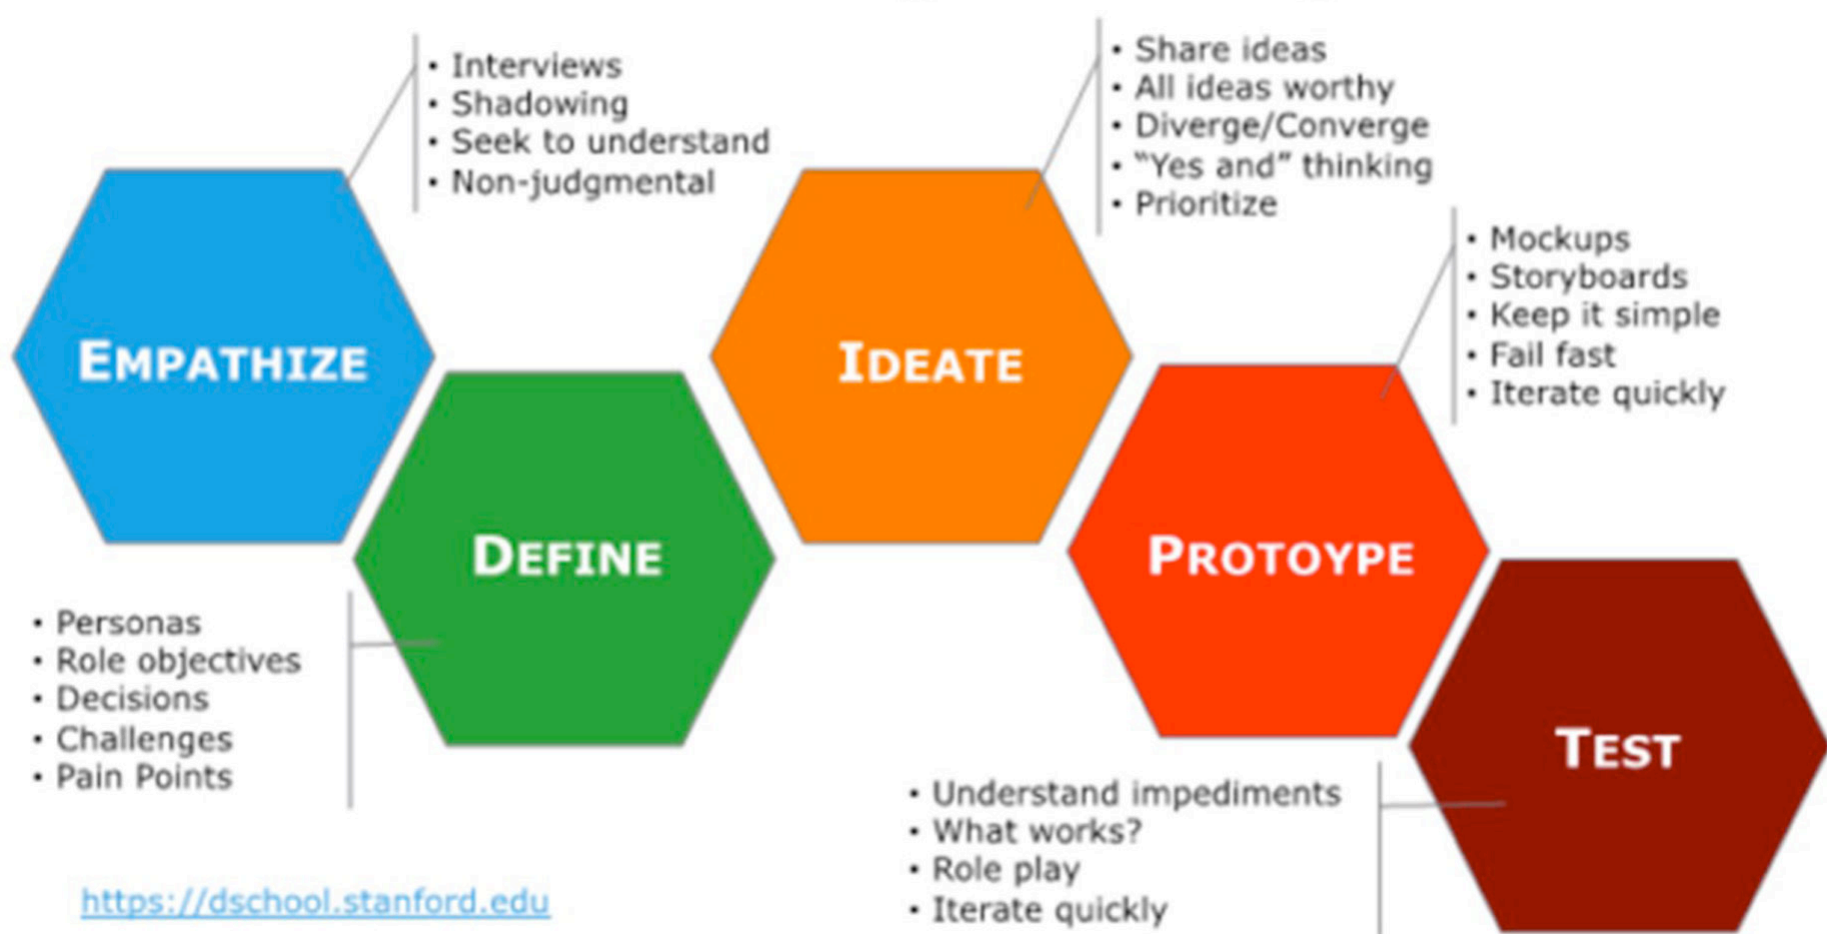 • Interviews
• Shadowing
• Seek to understand
• Non-judgmental
EMPATHIZE
• Personas
• Role objectives
• Decisions
• Challenges
• Pain Points
DEFINE
• Share ideas
• All ideas worthy
• Diverge/Converge
• “Yes and” thinking
• Prioritize
IDEATE
• Mockups
• Storyboards
• Keep it simple
• Fail fast
• Iterate quickly
PROTOYPE
• Understand impediments
• What works?
• Role play
• Iterate quickly
TEST
https://dschool.stanford.edu